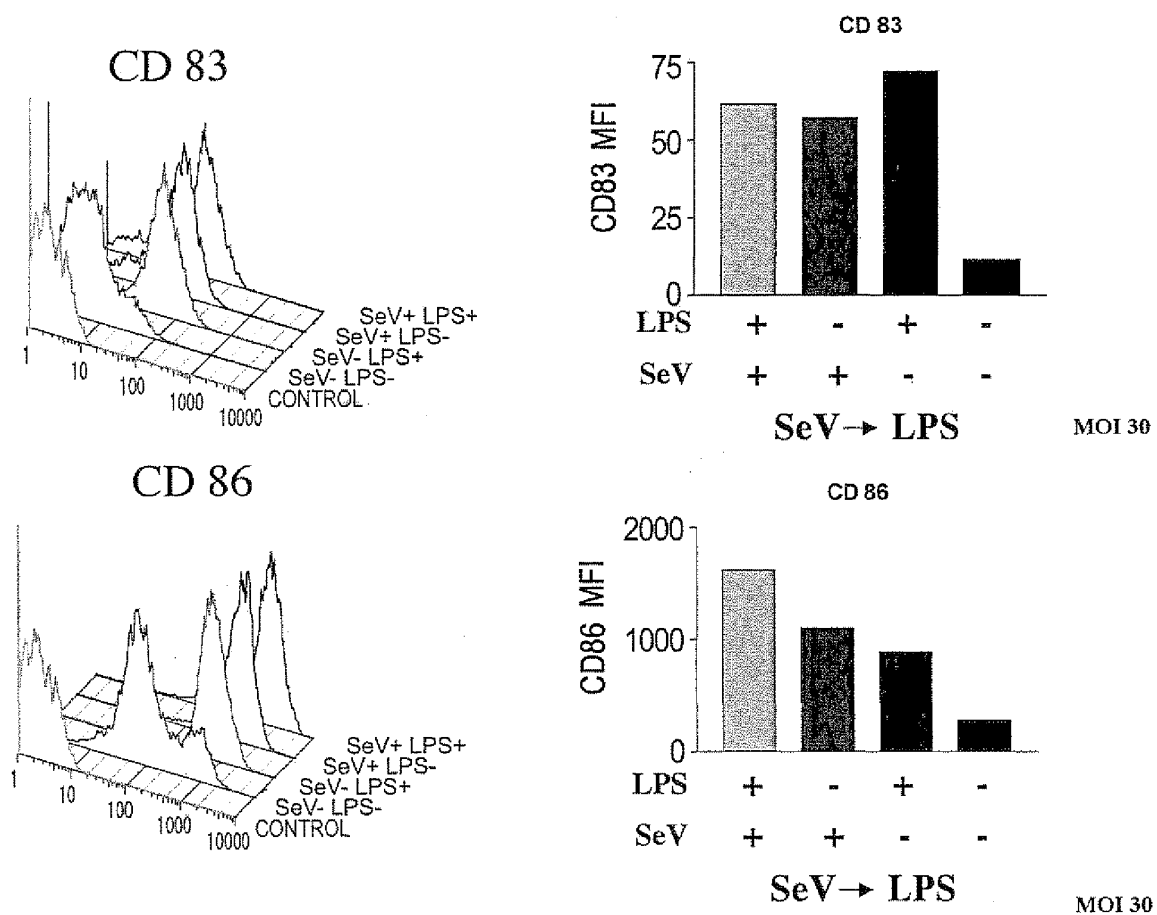 CD 83
SeV+ LPS+
SeV+ LPS-
SeV- LPS+
SeV- LPS-
CONTROL
1
10
100
1000
10000
CD 83
CD83 MFI
75
50
25
0
LPS + - + -
SeV + + - -
SeV → LPS
MOI 30
CD 86
SeV+ LPS+
SeV+ LPS-
SeV- LPS+
SeV- LPS-
CONTROL
1
10
100
1000
10000
CD 86
CD86 MFI
2000
1000
0
LPS + - + -
SeV + + - -
SeV → LPS
MOI 30